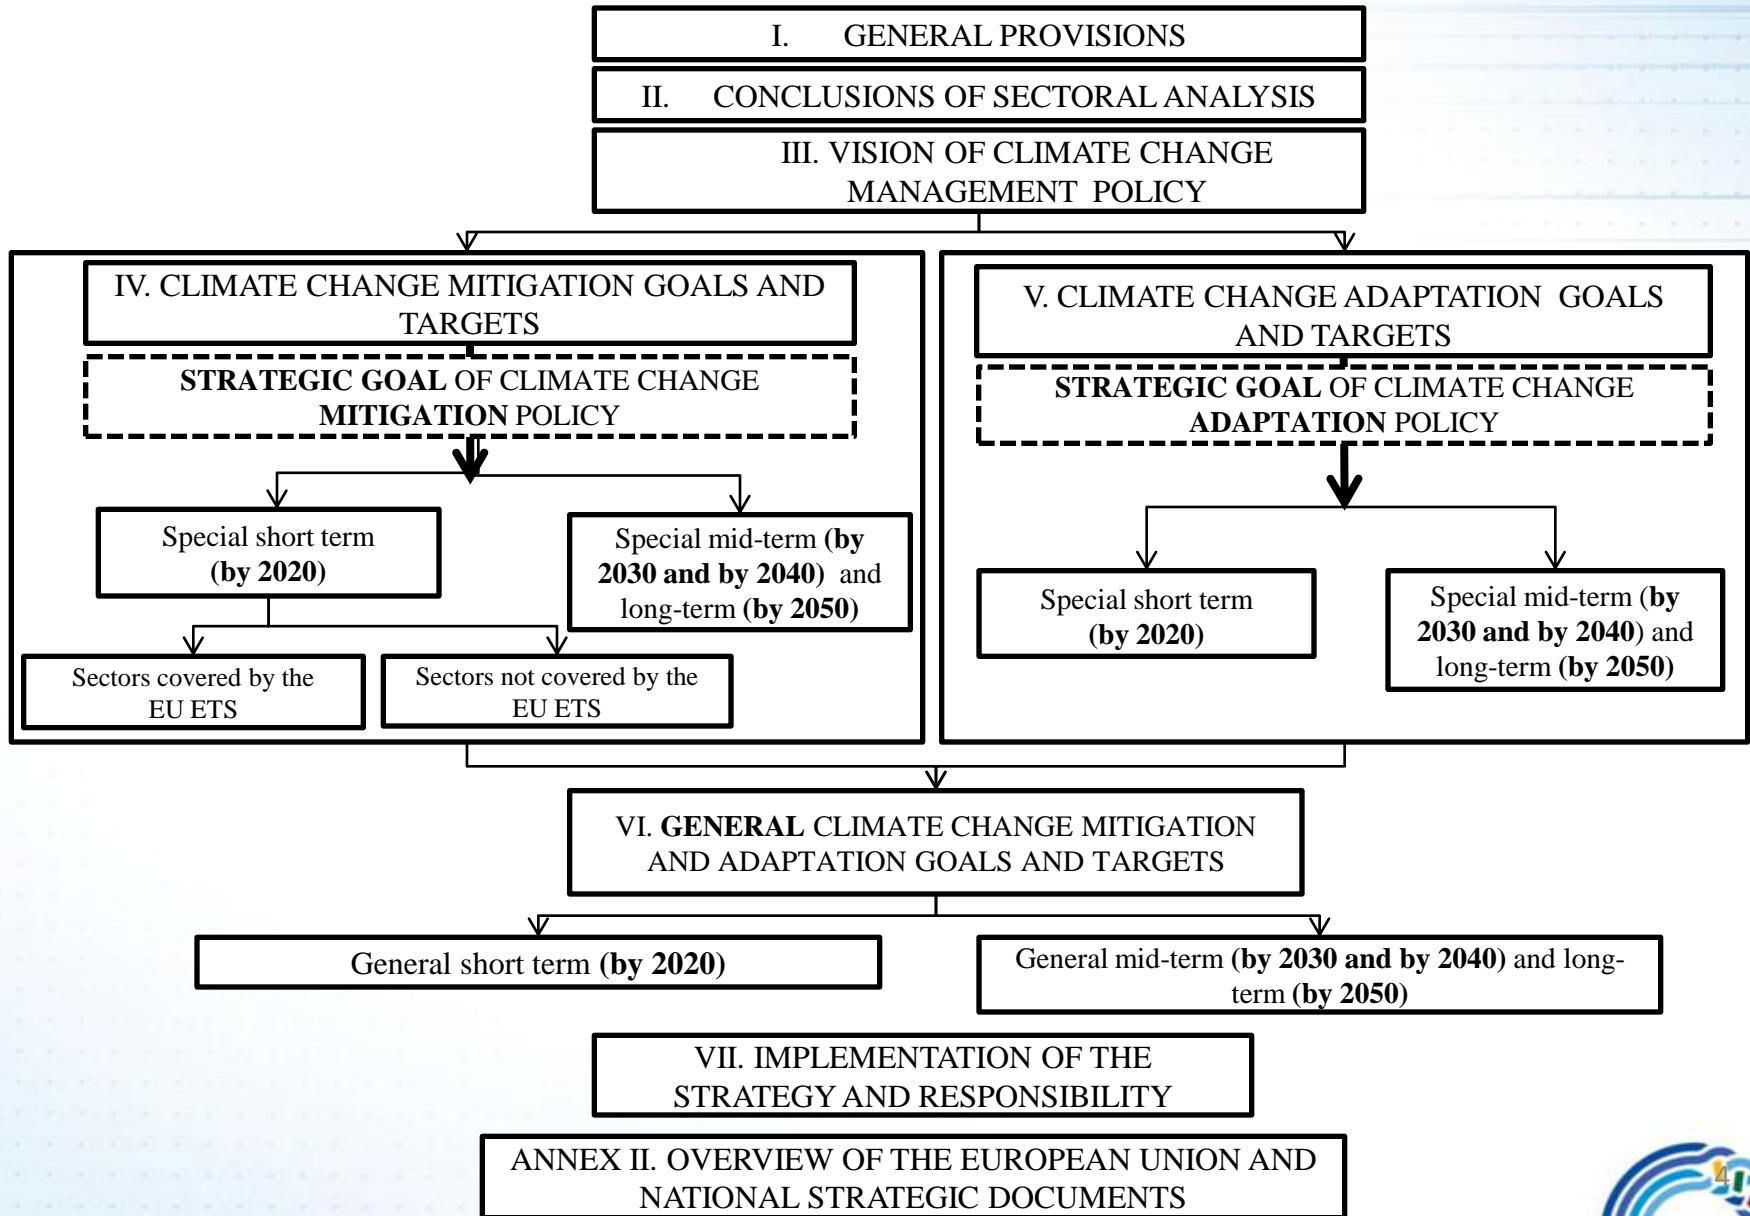 I. GENERAL PROVISIONS
II. CONCLUSIONS OF SECTORAL ANALYSIS
III. VISION OF CLIMATE CHANGE
MANAGEMENT POLICY
IV. CLIMATE CHANGE MITIGATION GOALS AND
TARGETS
STRATEGIC GOAL OF CLIMATE CHANGE
MITIGATION POLICY
Special short term
(by 2020)
Special mid-term (by
2030 and by 2040) and
long-term (by 2050)
Sectors covered by the
EU ETS
Sectors not covered by the
EU ETS
V. CLIMATE CHANGE ADAPTATION GOALS
AND TARGETS
STRATEGIC GOAL OF CLIMATE CHANGE
ADAPTATION POLICY
Special short term
(by 2020)
Special mid-term (by
2030 and by 2040) and
long-term (by 2050)
VI. GENERAL CLIMATE CHANGE MITIGATION
AND ADAPTATION GOALS AND TARGETS
General short term (by 2020)
General mid-term (by 2030 and by 2040) and long-
term (by 2050)
VII. IMPLEMENTATION OF THE
STRATEGY AND RESPONSIBILITY
ANNEX II. OVERVIEW OF THE EUROPEAN UNION AND
NATIONAL STRATEGIC DOCUMENTS
4